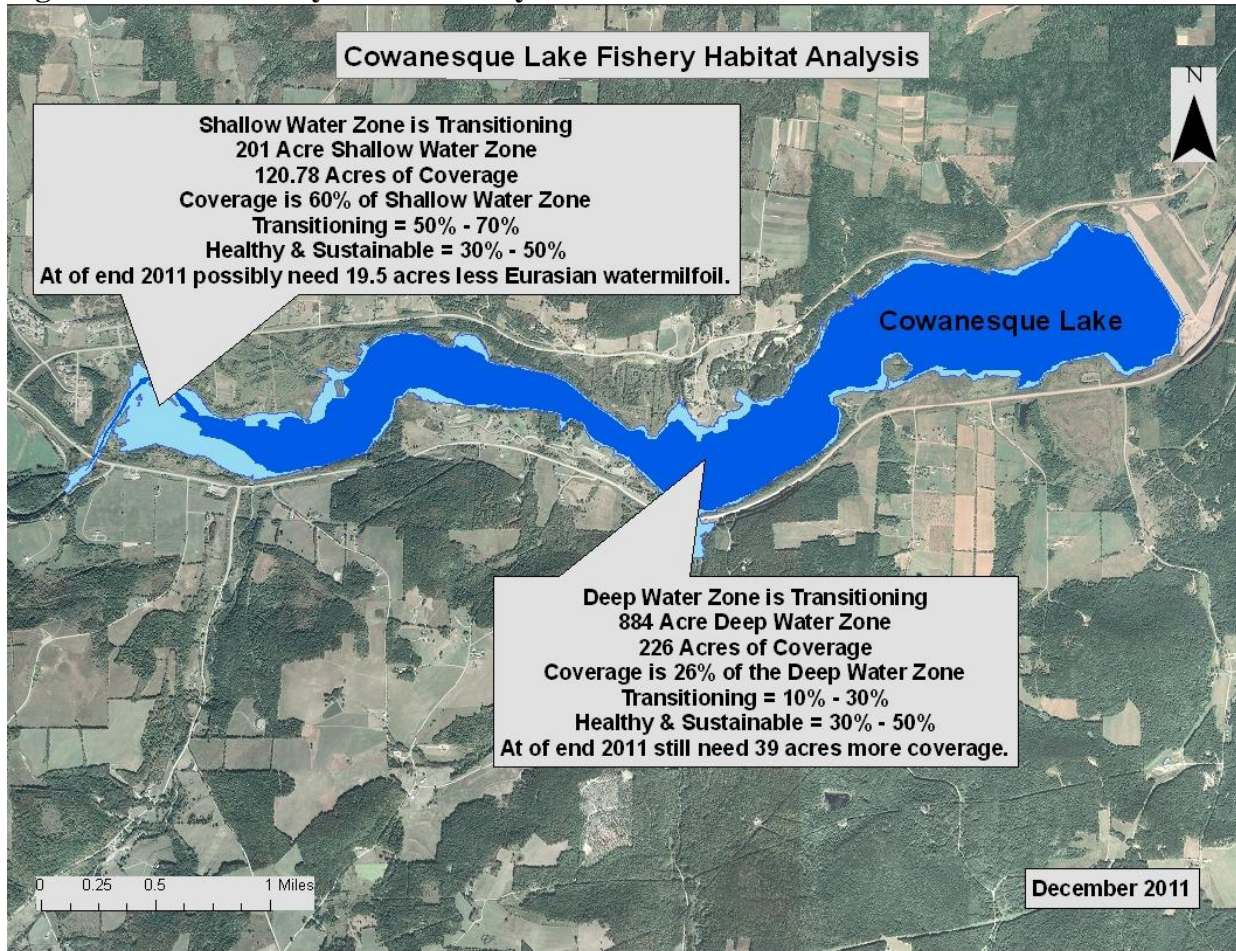 Cowanesque Lake Fishery Habitat Analysis
N
Shallow Water Zone is Transitioning
201 Acre Shallow Water Zone
120.78 Acres of Coverage
Coverage is 60% of Shallow Water Zone
Transitioning = 50% - 70%
Healthy & Sustainable = 30% - 50%
At of end 2011 possibly need 19.5 acres less Eurasian watermilfoil.
Cowanesque Lake
Deep Water Zone is Transitioning
884 Acre Deep Water Zone
226 Acres of Coverage
Coverage is 26% of the Deep Water Zone
Transitioning = 10% - 30%
Healthy & Sustainable = 30% - 50%
At of end 2011 still need 39 acres more coverage.
0 0.25 0.5 1 Miles
December 2011